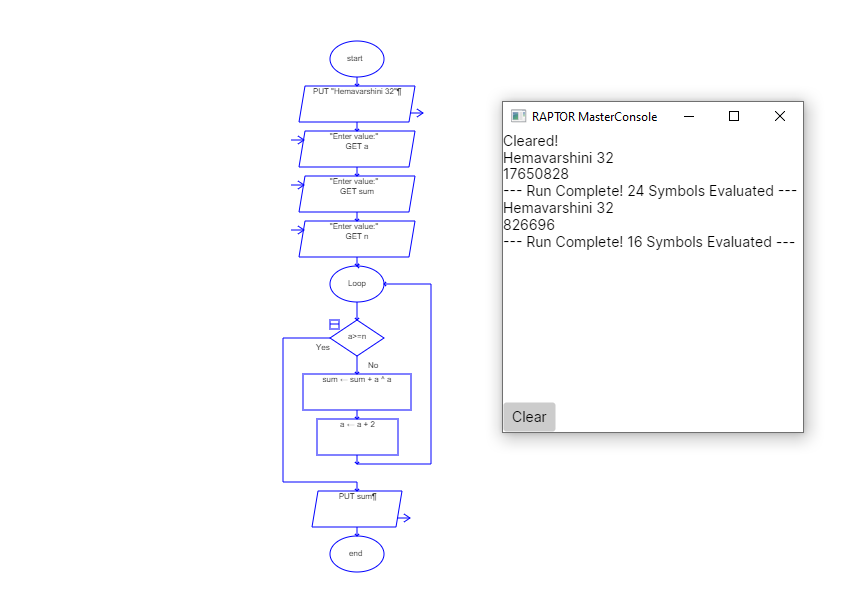 start
PUT "Hemavarshini 32"¶
"Enter value:"
GET a
"Enter value:"
GET sum
"Enter value:"
GET n
Loop
a>=n
Yes
No
sum ← sum + a ^ a
a ← a + 2
PUT sum¶
end
RAPTOR MasterConsole
Cleared!
Hemavarshini 32
17650828
--- Run Complete! 24 Symbols Evaluated ---
Hemavarshini 32
826696
--- Run Complete! 16 Symbols Evaluated ---
Clear